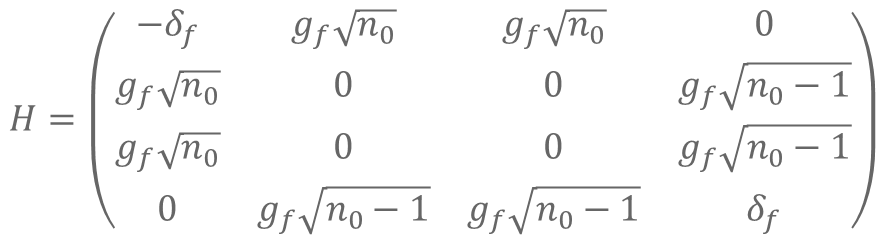 H = ( −δ_f g_f√n_0 g_f√n_0 0
g_f√n_0 0 0 g_f√(n_0 − 1)
g_f√n_0 0 0 g_f√(n_0 − 1)
0 g_f√(n_0 − 1) g_f√(n_0 − 1) δ_f )